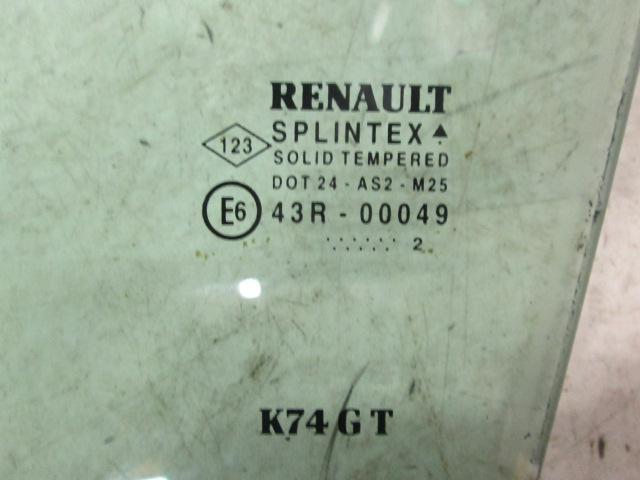 RENAULT
123 SPLINTEX
SOLID TEMPERED
DOT 24 - AS2 - M25
E6 43R - 00049
...... 2
K74 G T